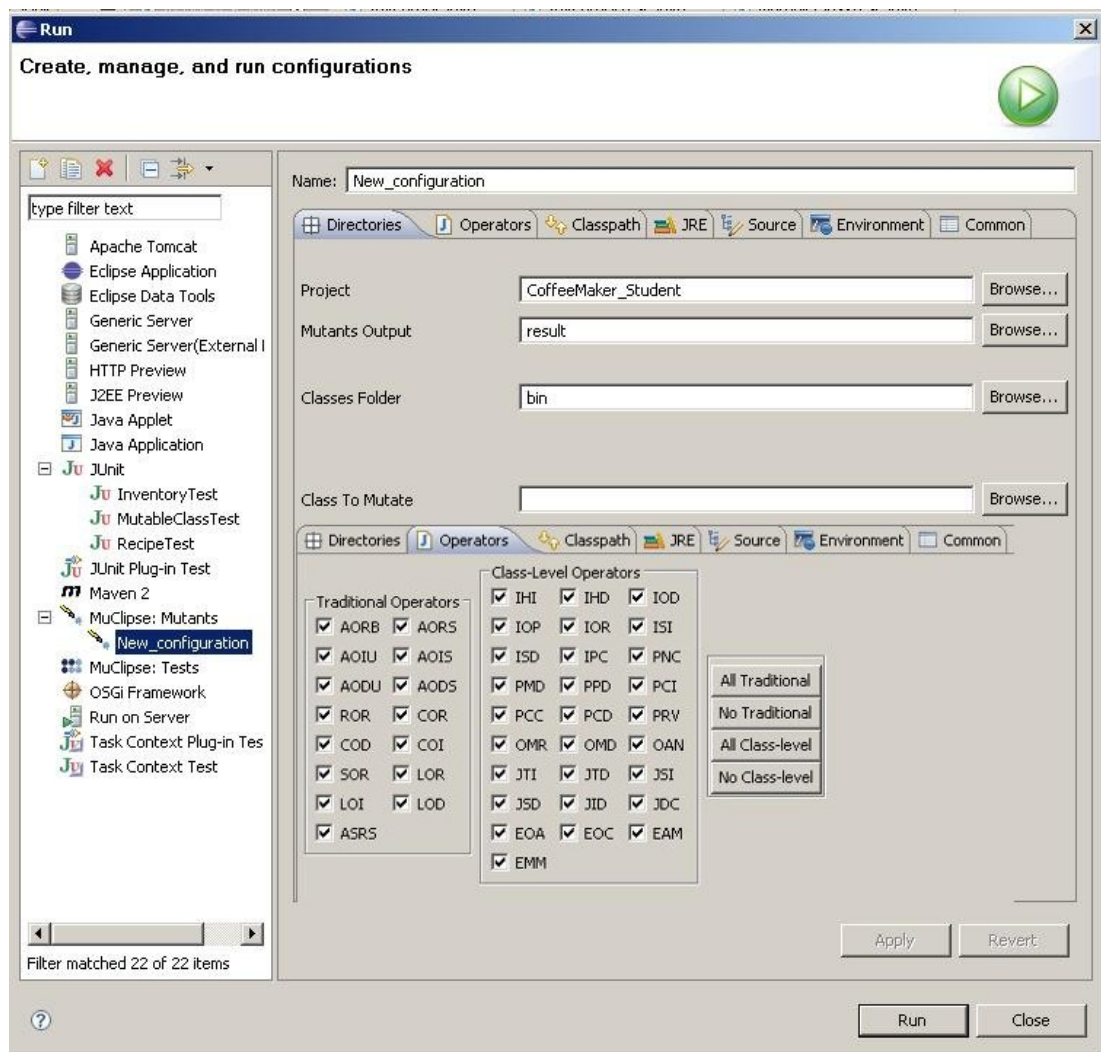 Run
Create, manage, and run configurations
type filter text
Apache Tomcat
Eclipse Application
Eclipse Data Tools
Generic Server
Generic Server(External I
HTTP Preview
J2EE Preview
Java Applet
Java Application
JUnit
InventoryTest
MutableClassTest
RecipeTest
JUnit Plug-in Test
Maven 2
MuClipse: Mutants
New_configuration
MuClipse: Tests
OSGi Framework
Run on Server
Task Context Plug-in Tes
Task Context Test
Filter matched 22 of 22 items
Name: New_configuration
Directories Operators Classpath JRE Source Environment Common
Project CoffeeMaker_Student Browse...
Mutants Output result Browse...
Classes Folder bin Browse...
Class To Mutate Browse...
Directories Operators Classpath JRE Source Environment Common
Traditional Operators
AORB AORS
AOIU AOIS
AODU AODS
ROR COR
COD COI
SOR LOR
LOI LOD
ASRS
Class-Level Operators
IHI IHD IOD
IOP IOR ISI
ISD IPC PNC
PMD PPD PCI
PCC PCD PRV
OMR OMD OAN
JTI JTD JSI
JSD JID JDC
EOA EOC EAM
EMM
All Traditional
No Traditional
All Class-level
No Class-level
Apply Revert
Run Close